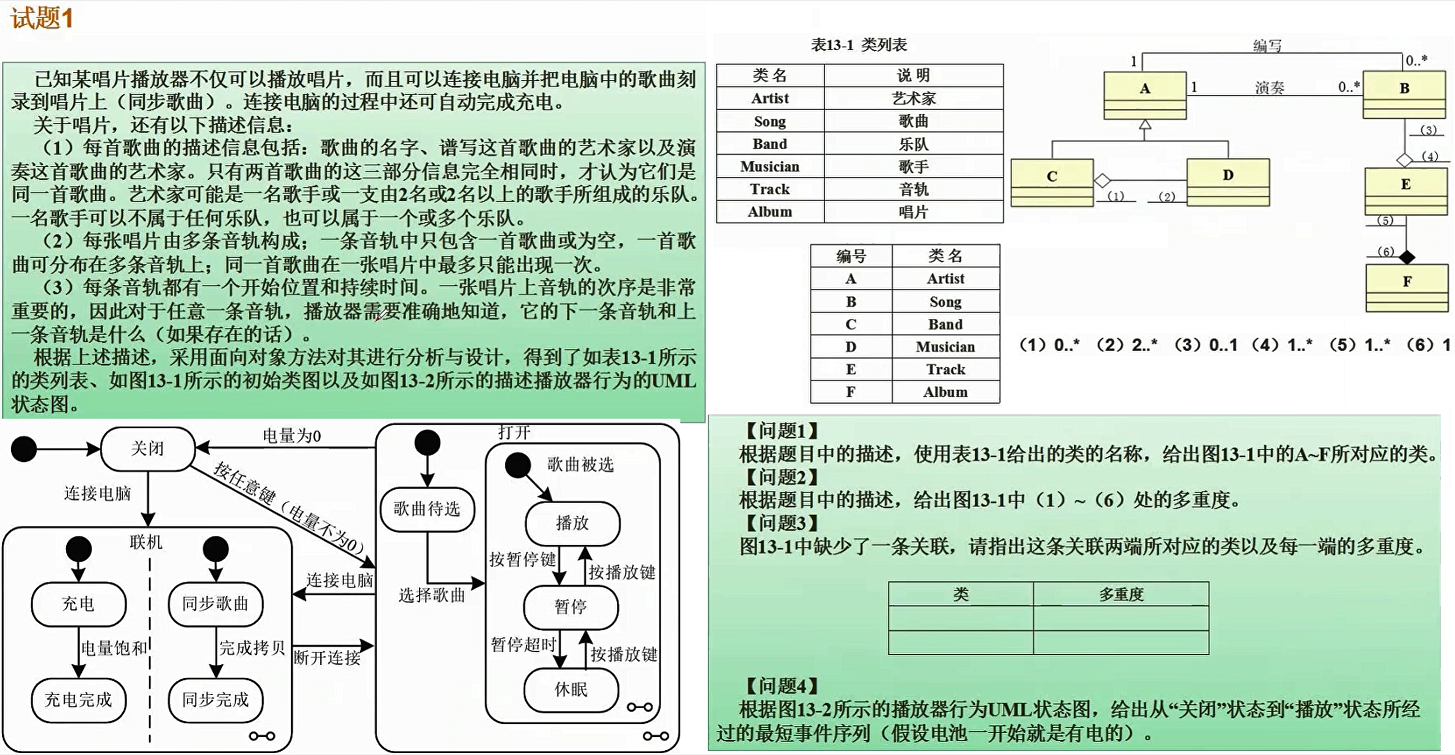 试题1
已知某唱片播放器不仅可以播放唱片，而且可以连接电脑并把电脑中的歌曲刻
录到唱片上（同步歌曲）。连接电脑的过程中还可自动完成充电。
关于唱片，还有以下描述信息：
（1）每首歌曲的描述信息包括：歌曲的名字、谱写这首歌曲的艺术家以及演
奏这首歌曲的艺术家。只有两首歌曲的这三部分信息完全相同时，才认为它们是
同一首歌曲。艺术家可能是一名歌手或一支由2名或2名以上的歌手所组成的乐队。
一名歌手可以不属于任何乐队，也可以属于一个或多个乐队。
（2）每张唱片由多条音轨构成；一条音轨中只包含一首歌曲或为空，一首歌
曲可分布在多条音轨上；同一首歌曲在一张唱片中最多只能出现一次。
（3）每条音轨都有一个开始位置和持续时间。一张唱片上音轨的次序是非常
重要的，因此对于任意一条音轨，播放器需要准确地知道，它的下一条音轨和上
一条音轨是什么（如果存在的话）。
根据上述描述，采用面向对象方法对其进行分析与设计，得到了如表13-1所示
的类列表、如图13-1所示的初始类图以及如图13-2所示的描述播放器行为的UML
状态图。
表13-1 类列表
类 名 说 明
Artist 艺术家
Song 歌曲
Band 乐队
Musician 歌手
Track 音轨
Album 唱片
编号 类 名
A Artist
B Song
C Band
D Musician
E Track
F Album
编写
1 0..*
A 1 演奏 0..* B
（3）
（4）
C D E
（1） （2）
（5）
（6）
F
（1）0..* （2）2..* （3）0..1 （4）1..* （5）1..* （6）1
关闭
电量为0
打开
连接电脑
按任意键（电量不为0）
歌曲待选
歌曲被选
播放
联机
按暂停键
按播放键
连接电脑
选择歌曲
充电
同步歌曲
暂停
电量饱和
完成拷贝
断开连接
暂停超时
按播放键
充电完成
同步完成
休眠
【问题1】
根据题目中的描述，使用表13-1给出的类的名称，给出图13-1中的A~F所对应的类。
【问题2】
根据题目中的描述，给出图13-1中（1）~（6）处的多重度。
【问题3】
图13-1中缺少了一条关联，请指出这条关联两端所对应的类以及每一端的多重度。
类 多重度
【问题4】
根据图13-2所示的播放器行为UML状态图，给出从“关闭”状态到“播放”状态所经
过的最短事件序列（假设电池一开始就是有电的）。